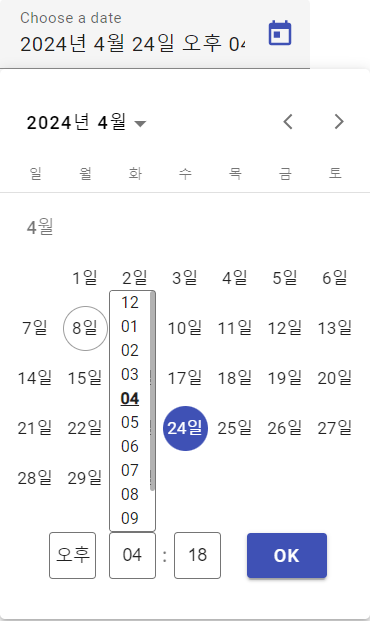 Choose a date
2024년 4월 24일 오후 04
2024년 4월
일 월 화 수 목 금 토
4월
1일 2일 3일 4일 5일 6일
7일 8일 10일 11일 12일 13일
14일 15일 17일 18일 19일 20일
21일 22일 24일 25일 26일 27일
28일 29일
12
01
02
03
04
05
06
07
08
09
오후 04 : 18 OK